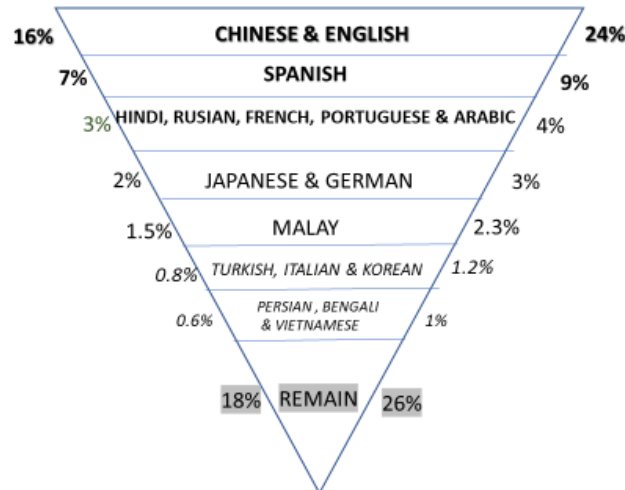 16% CHINESE & ENGLISH 24%
7% SPANISH 9%
3% HINDI, RUSIAN, FRENCH, PORTUGUESE & ARABIC 4%
2% JAPANESE & GERMAN 3%
1.5% MALAY 2.3%
0.8% TURKISH, ITALIAN & KOREAN 1.2%
0.6% PERSIAN , BENGALI 1%
& VIETNAMESE
18% REMAIN 26%